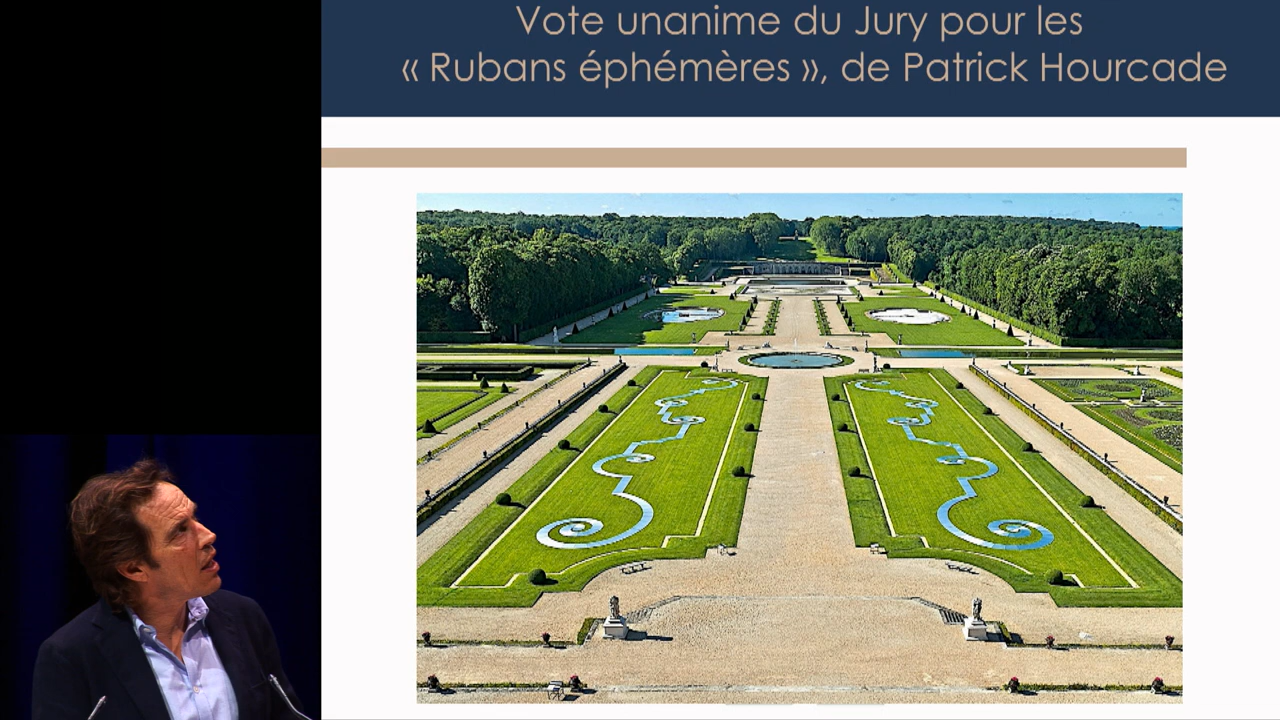 Vote unanime du Jury pour les
« Rubans éphémères », de Patrick Hourcade